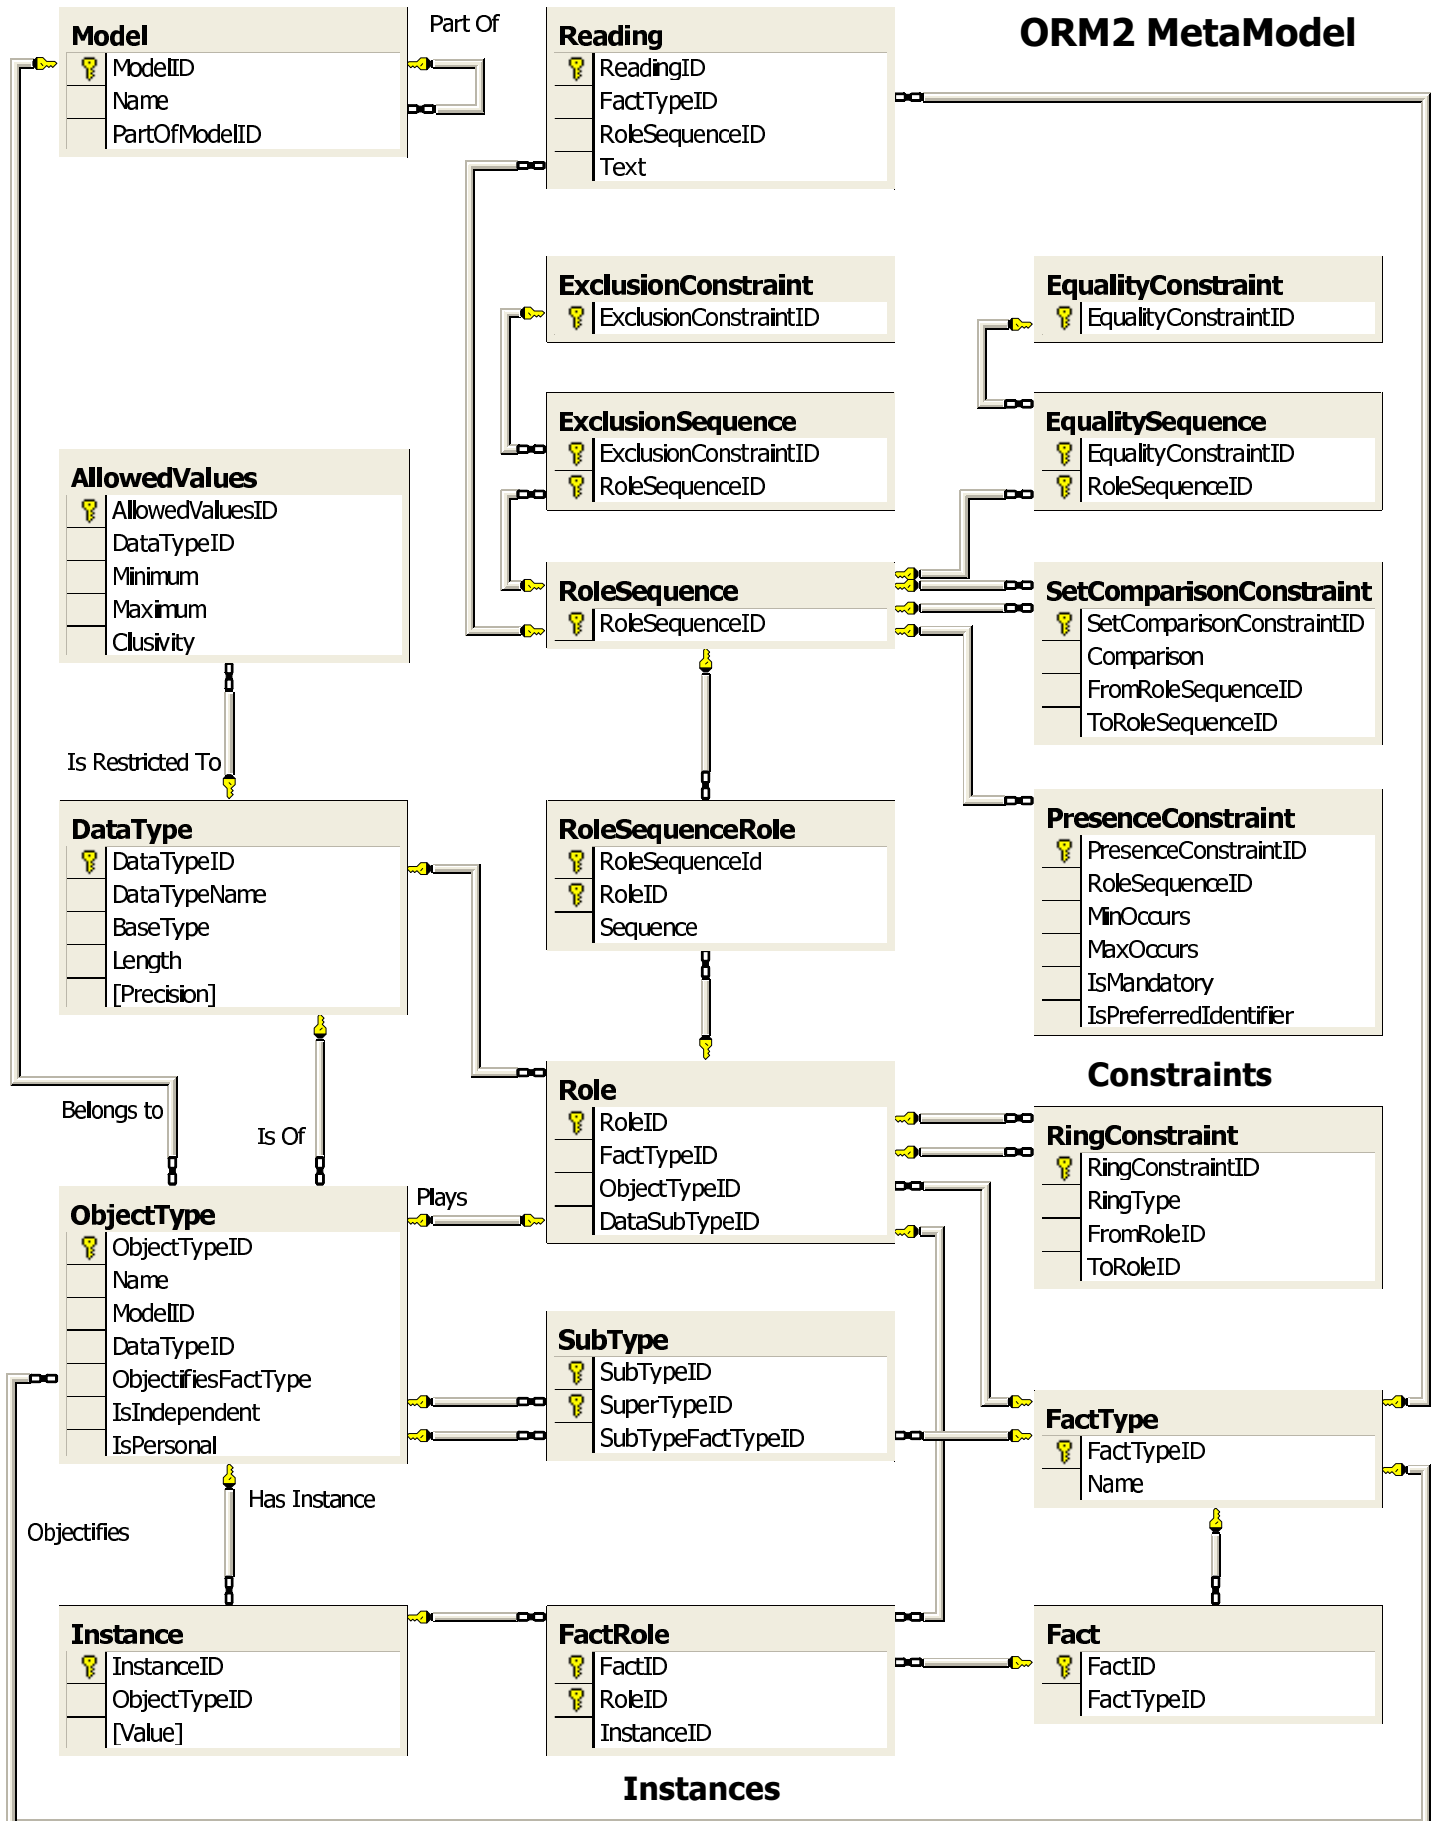 ORM2 MetaModel
Model
ModelID
Name
PartOfModelID
Part Of
Reading
ReadingID
FactTypeID
RoleSequenceID
Text
ExclusionConstraint
ExclusionConstraintID
EqualityConstraint
EqualityConstraintID
ExclusionSequence
ExclusionConstraintID
RoleSequenceID
EqualitySequence
EqualityConstraintID
RoleSequenceID
AllowedValues
AllowedValuesID
DataTypeID
Minimum
Maximum
Clusivity
RoleSequence
RoleSequenceID
SetComparisonConstraint
SetComparisonConstraintID
Comparison
FromRoleSequenceID
ToRoleSequenceID
Is Restricted To
DataType
DataTypeID
DataTypeName
BaseType
Length
[Precision]
RoleSequenceRole
RoleSequenceId
RoleID
Sequence
PresenceConstraint
PresenceConstraintID
RoleSequenceID
MinOccurs
MaxOccurs
IsMandatory
IsPreferredIdentifier
Constraints
Belongs to
Is Of
Role
RoleID
FactTypeID
ObjectTypeID
DataSubTypeID
RingConstraint
RingConstraintID
RingType
FromRoleID
ToRoleID
Plays
ObjectType
ObjectTypeID
Name
ModelID
DataTypeID
ObjectifiesFactType
IsIndependent
IsPersonal
SubType
SubTypeID
SuperTypeID
SubTypeFactTypeID
FactType
FactTypeID
Name
Has Instance
Objectifies
Instance
InstanceID
ObjectTypeID
[Value]
FactRole
FactID
RoleID
InstanceID
Fact
FactID
FactTypeID
Instances